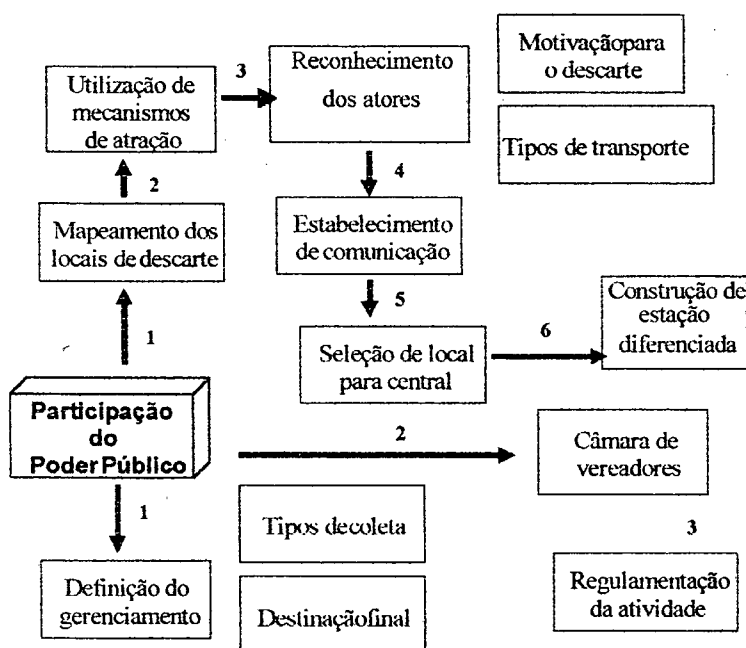 Utilização de
mecanismos
de atração
3
Reconhecimento
dos atores
Motivaçãopara
o descarte
Tipos de transporte
2
4
Mapeamento dos
locais de descarte
Estabelecimento
de comunicação
1
5
Seleção de local
para central
6
Construção de
estação
diferenciada
Participação
do
Poder Público
2
Câmara de
vereadores
1
Tipos decoleta
3
Definição do
gerenciamento
Destinaçãofinal
Regulamentação
da atividade